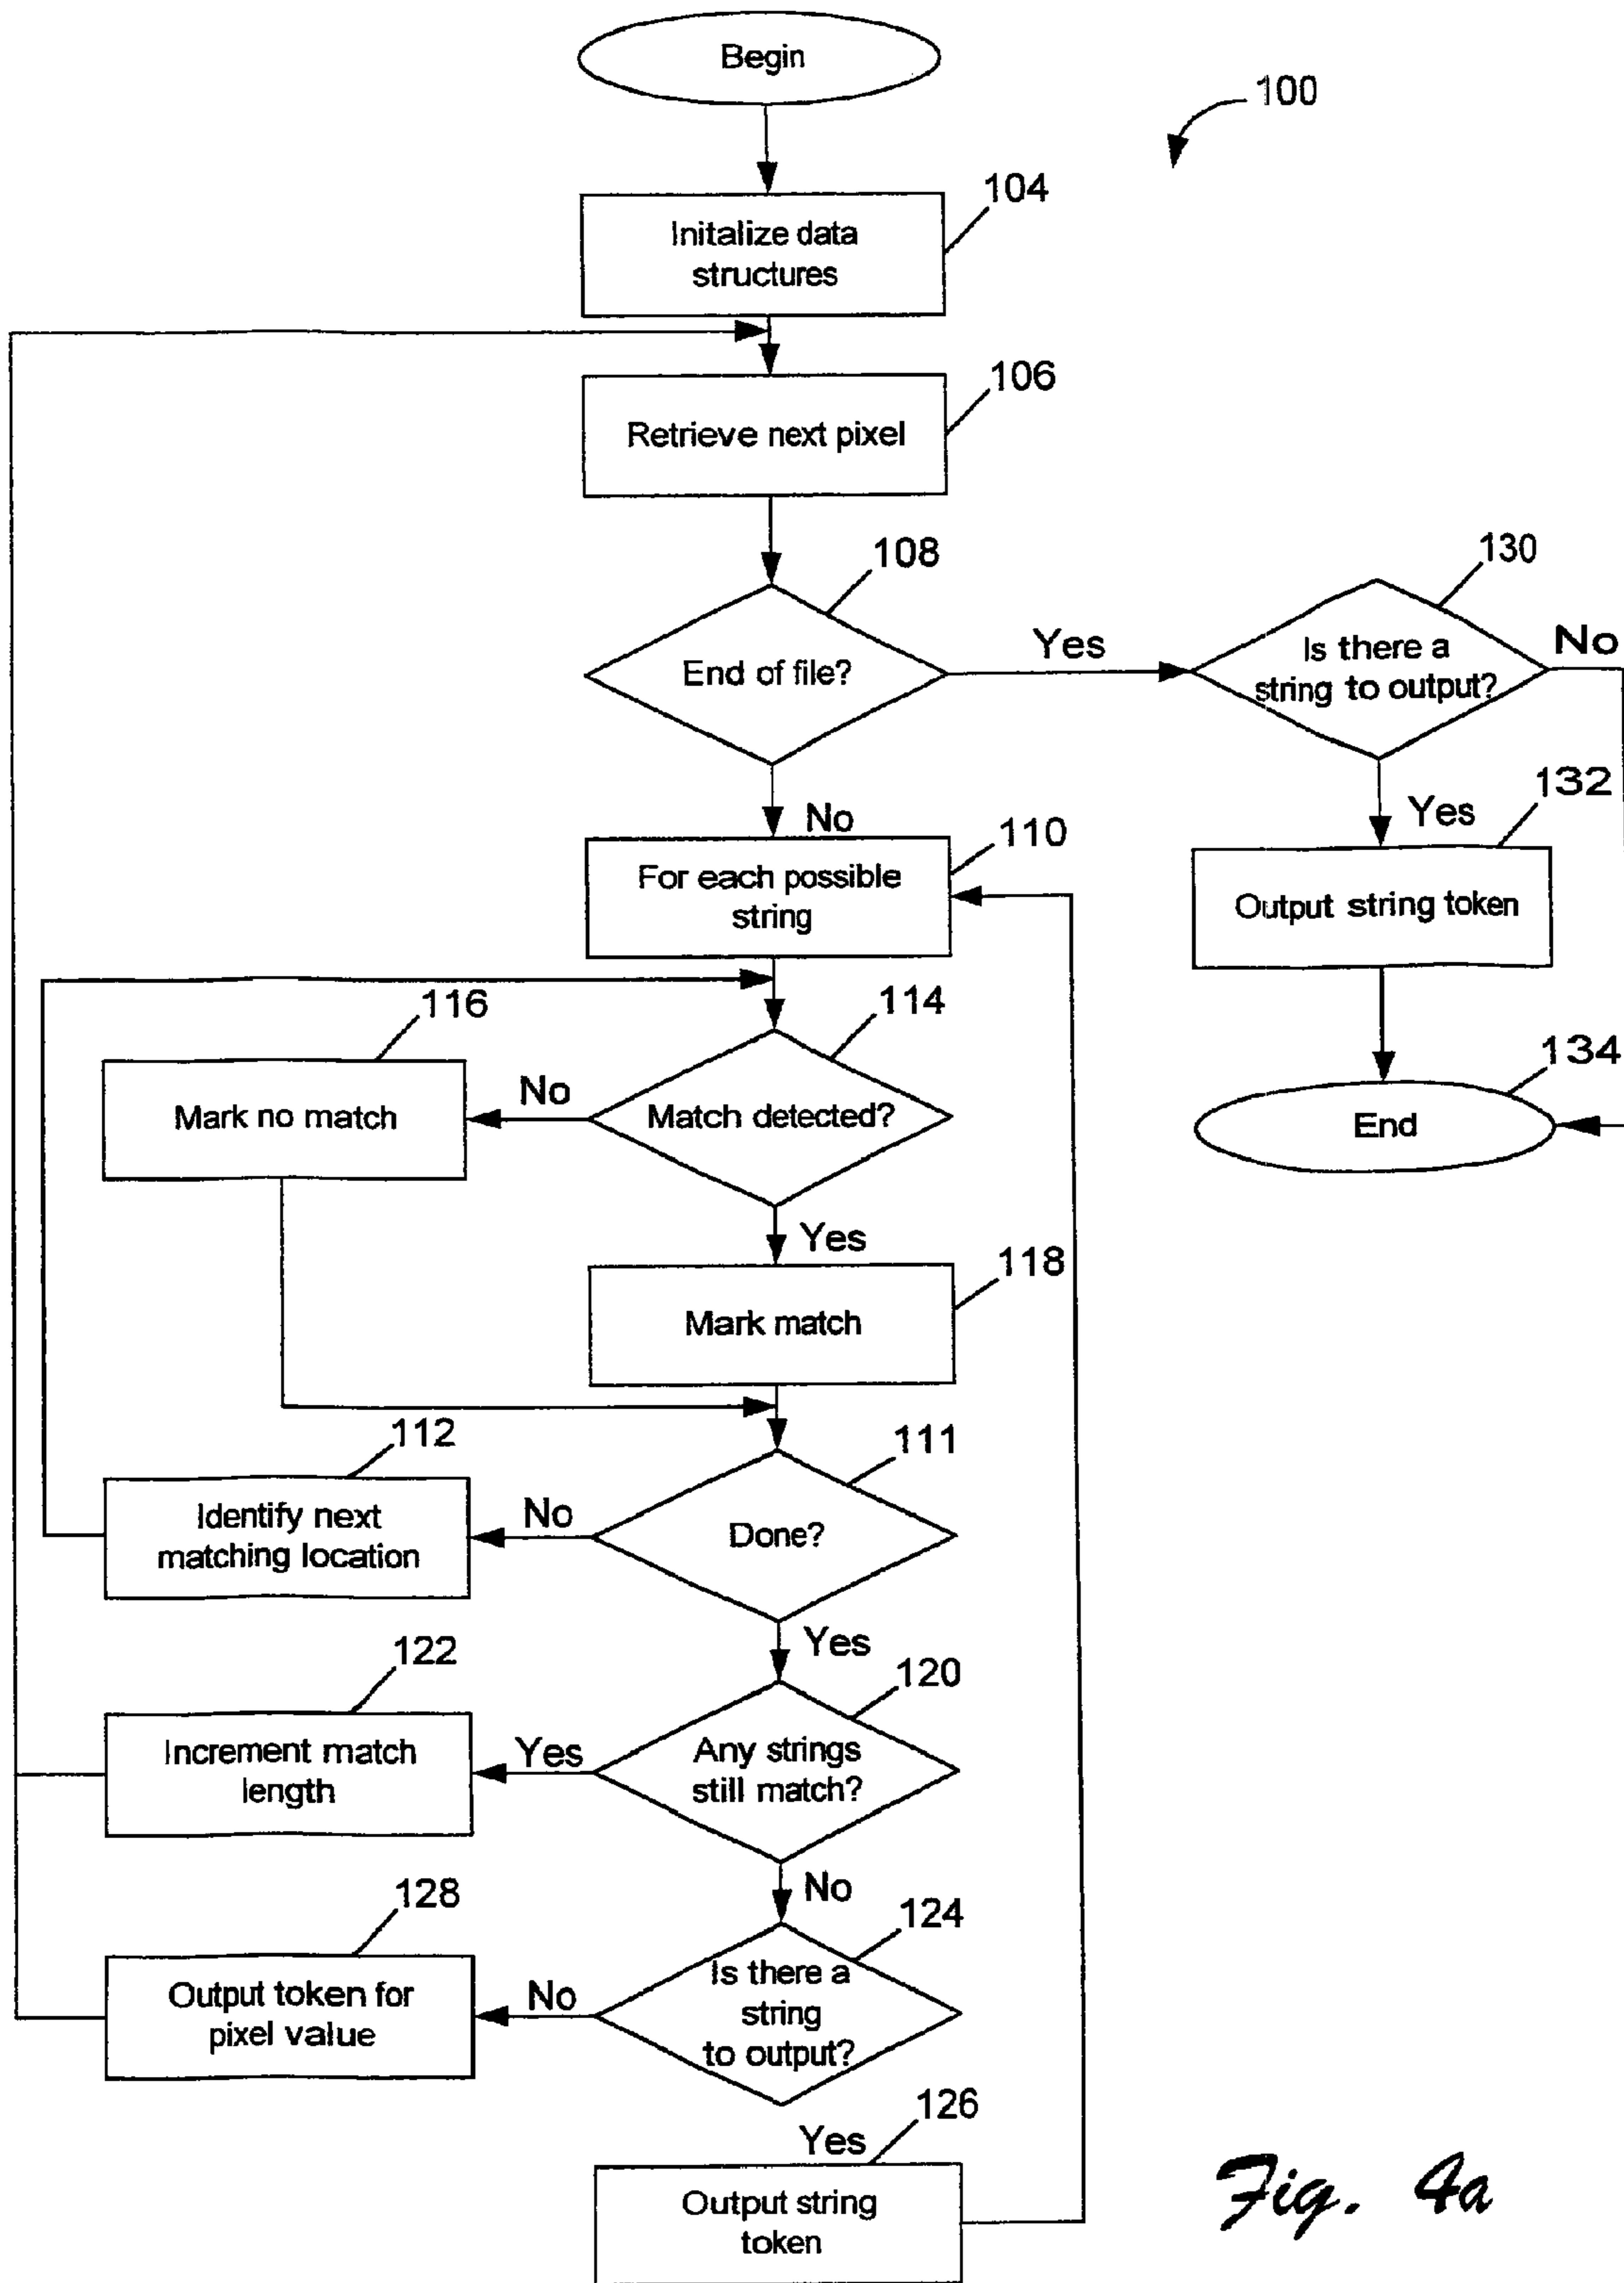 Begin
100
104
Initalize data
structures
106
Retrieve next pixel
108
End of file?
Yes
130
Is there a
string to output?
No
No
Yes
132
Output string token
110
For each possible
string
134
End
116
Mark no match
No
114
Match detected?
Yes
118
Mark match
112
Identify next
matching location
No
111
Done?
Yes
122
Increment match
length
Yes
120
Any strings
still match?
No
128
Output token for
pixel value
No
124
Is there a
string
to output?
Yes
126
Output string
token
Fig. 4a